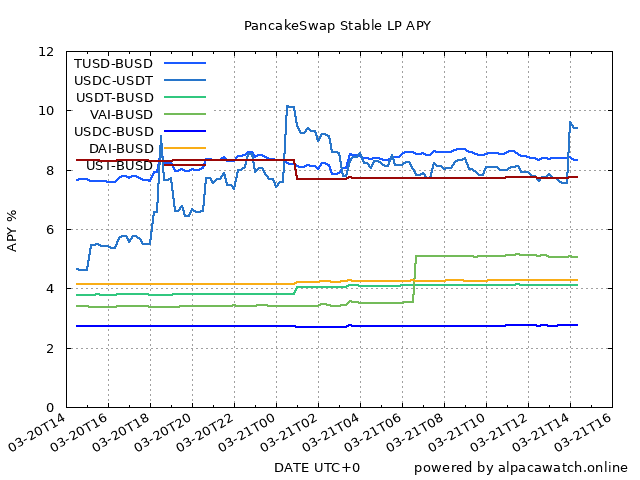 PancakeSwap Stable LP APY
12
10
8
6
4
2
0
APY %
TUSD-BUSD
USDC-USDT
USDT-BUSD
VAI-BUSD
USDC-BUSD
DAI-BUSD
UST-BUSD
03-20T14
03-20T16
03-20T18
03-20T20
03-20T22
03-21T00
03-21T02
03-21T04
03-21T06
03-21T08
03-21T10
03-21T12
03-21T14
03-21T16
DATE UTC+0
powered by alpacawatch.online